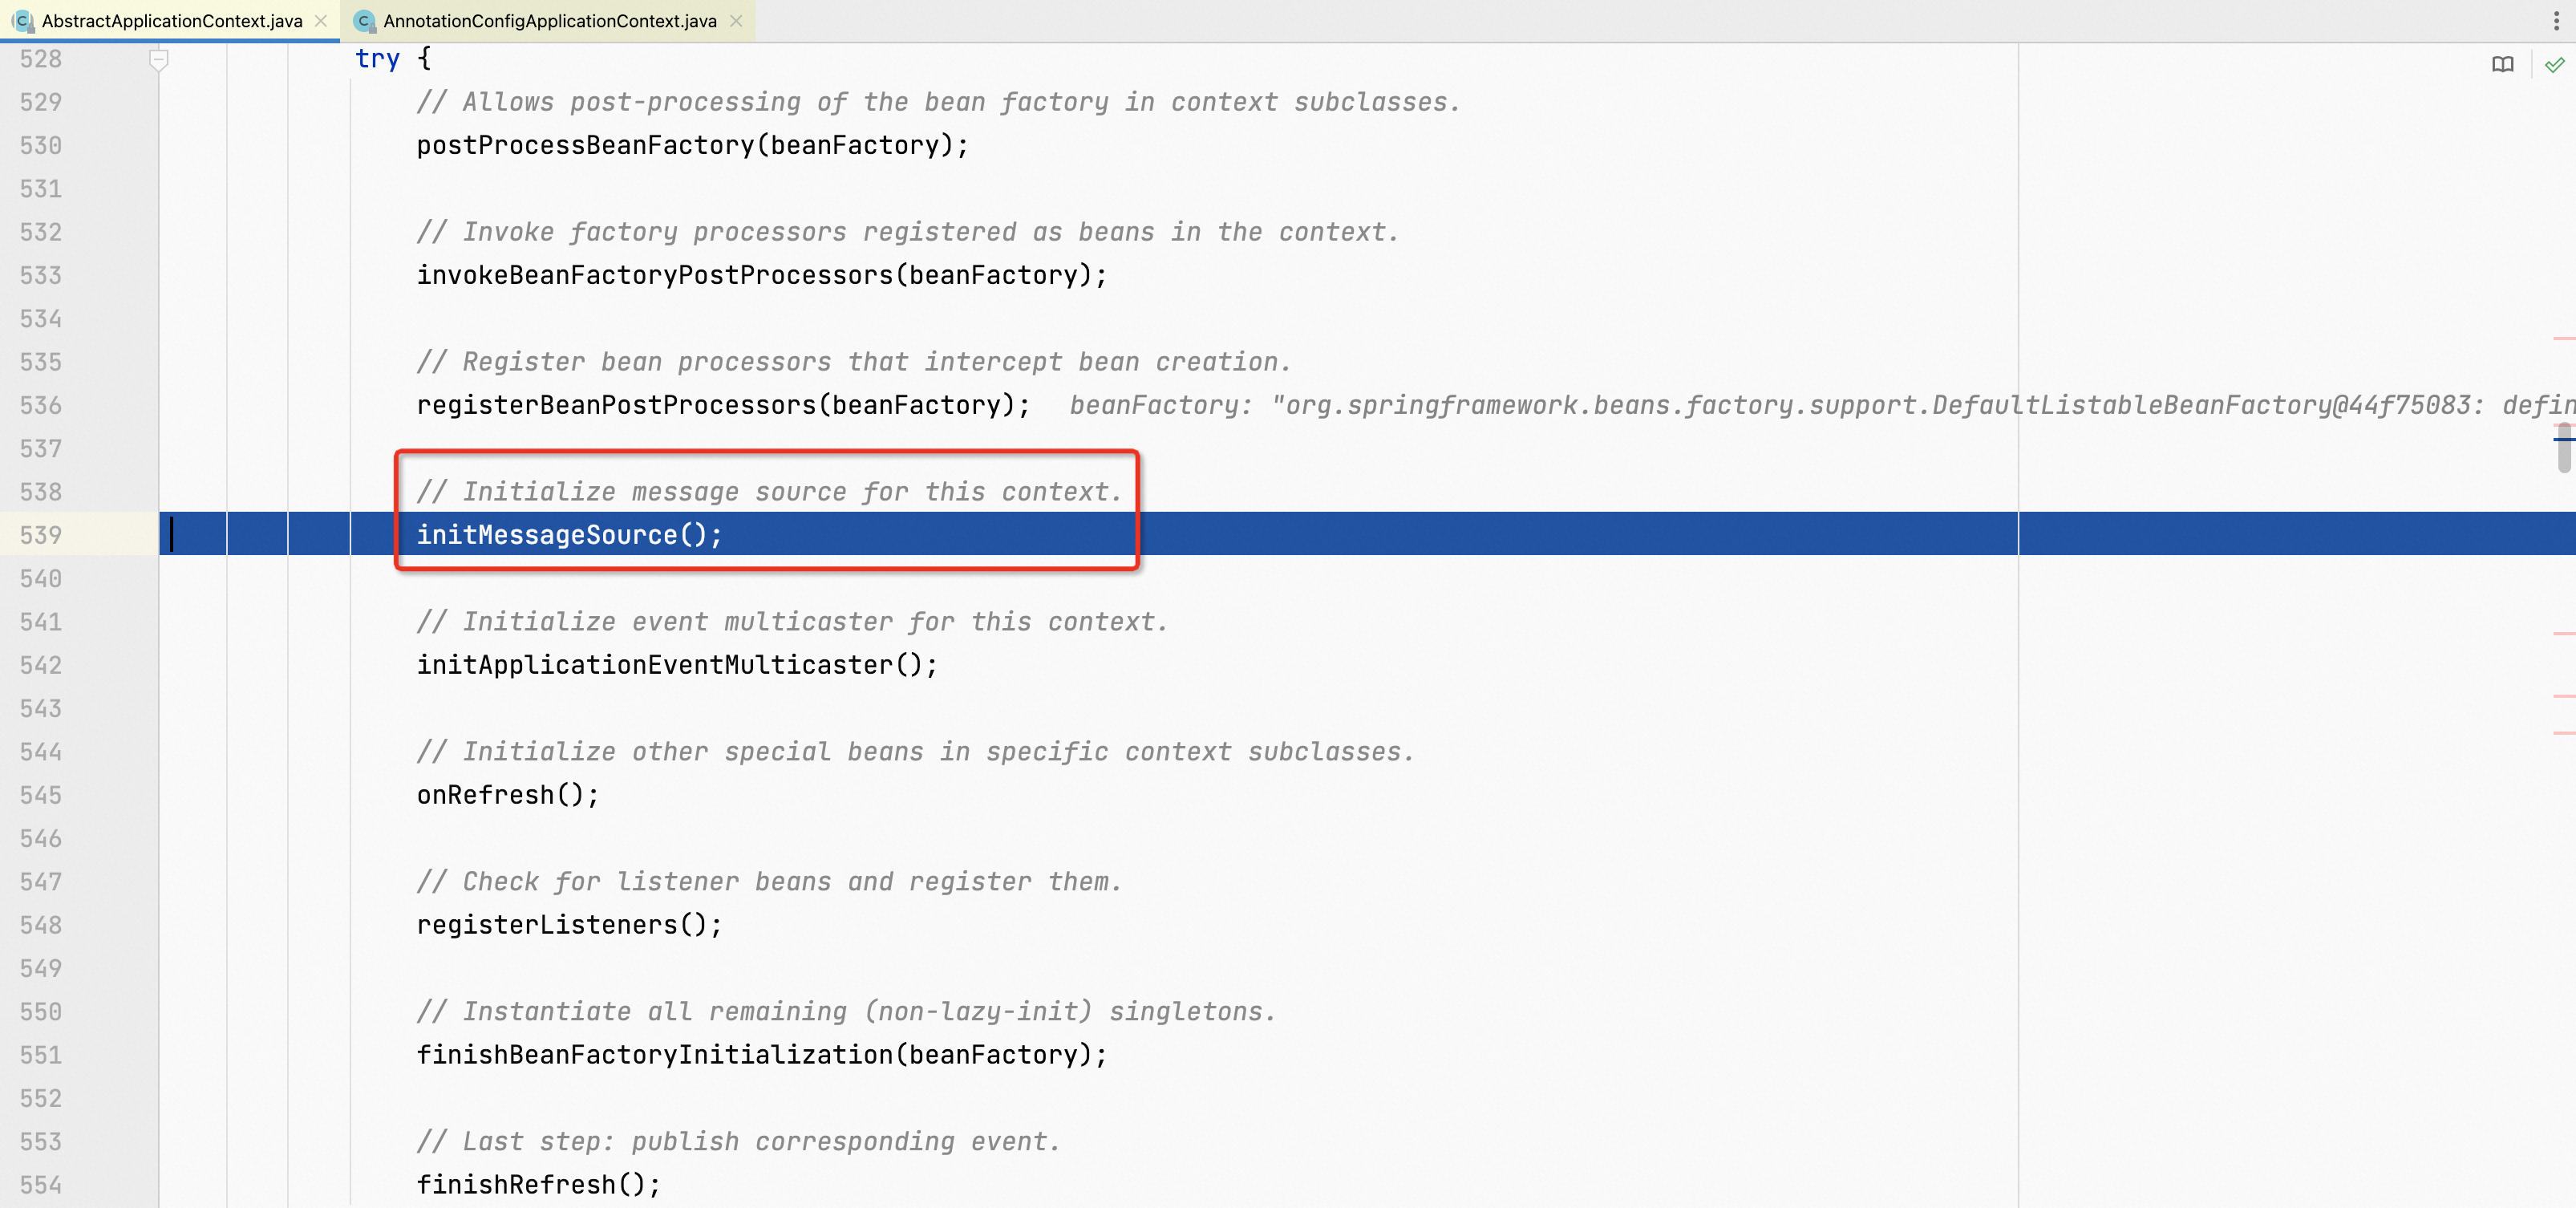 AbstractApplicationContext.java AnnotationConfigApplicationContext.java
528 try {
529 // Allows post-processing of the bean factory in context subclasses.
530 postProcessBeanFactory(beanFactory);
531
532 // Invoke factory processors registered as beans in the context.
533 invokeBeanFactoryPostProcessors(beanFactory);
534
535 // Register bean processors that intercept bean creation.
536 registerBeanPostProcessors(beanFactory); beanFactory: "org.springframework.beans.factory.support.DefaultListableBeanFactory@44f75083: defin
537
538 // Initialize message source for this context.
539 initMessageSource();
540
541 // Initialize event multicaster for this context.
542 initApplicationEventMulticaster();
543
544 // Initialize other special beans in specific context subclasses.
545 onRefresh();
546
547 // Check for listener beans and register them.
548 registerListeners();
549
550 // Instantiate all remaining (non-lazy-init) singletons.
551 finishBeanFactoryInitialization(beanFactory);
552
553 // Last step: publish corresponding event.
554 finishRefresh();